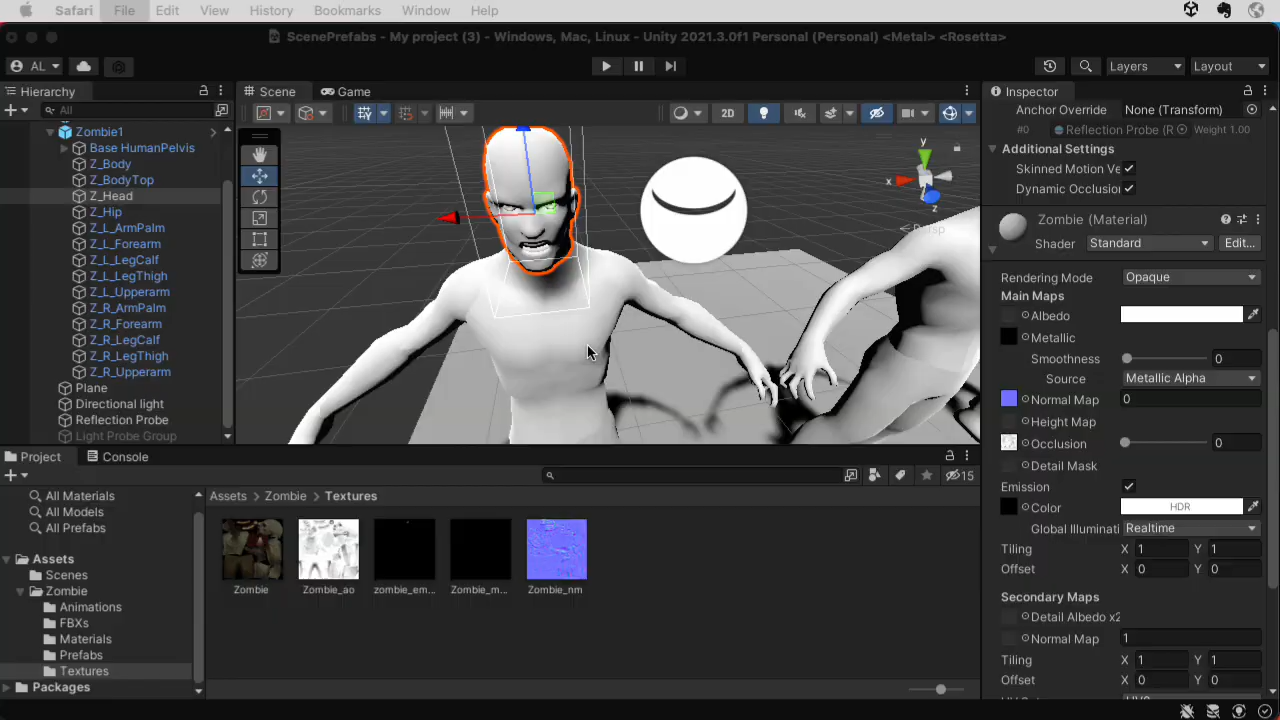 Safari File Edit View History Bookmarks Window Help
ScenePrefabs - My project (3) - Windows, Mac, Linux - Unity 2021.3.0f1 Personal (Personal) <Metal> <Rosetta>
AL
Layers
Layout
Hierarchy
All
Zombie1
Base HumanPelvis
Z_Body
Z_BodyTop
Z_Head
Z_Hip
Z_L_ArmPalm
Z_L_Forearm
Z_L_LegCalf
Z_L_LegThigh
Z_L_Upperarm
Z_R_ArmPalm
Z_R_Forearm
Z_R_LegCalf
Z_R_LegThigh
Z_R_Upperarm
Plane
Directional light
Reflection Probe
Light Probe Group
Scene
Game
2D
y
x
z
Persp
Inspector
Anchor Override None (Transform)
#0 Reflection Probe (R Weight 1.00
Additional Settings
Skinned Motion Ve
Dynamic Occlusion
Zombie (Material)
Shader Standard Edit...
Rendering Mode Opaque
Main Maps
Albedo
Metallic
Smoothness 0
Source Metallic Alpha
Normal Map 0
Height Map
Occlusion 0
Detail Mask
Emission
Color HDR
Global Illuminati Realtime
Tiling X 1 Y 1
Offset X 0 Y 0
Secondary Maps
Detail Albedo x2
Normal Map 1
Tiling X 1 Y 1
Offset X 0 Y 0
Project
Console
15
All Materials
All Models
All Prefabs
Assets
Scenes
Zombie
Animations
FBXs
Materials
Prefabs
Textures
Packages
Assets > Zombie > Textures
Zombie
Zombie_ao
zombie_em...
Zombie_m...
Zombie_nm